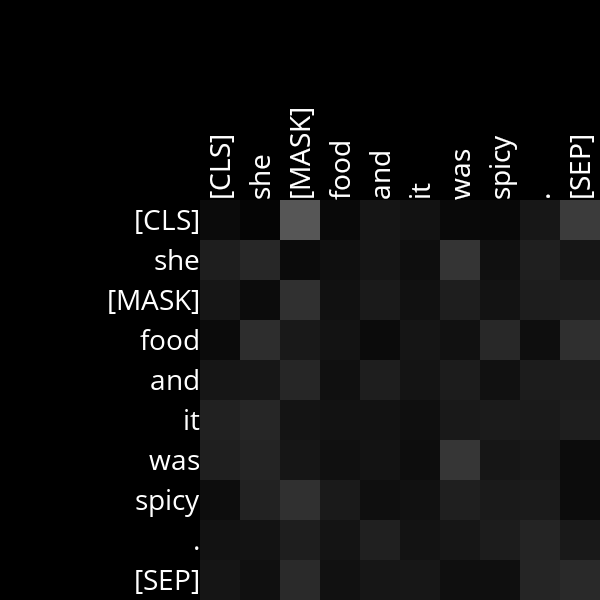 [CLS]
she
[MASK]
food
and
it
was
spicy
.
[SEP]
[CLS]
she
[MASK]
food
and
it
was
spicy
.
[SEP]